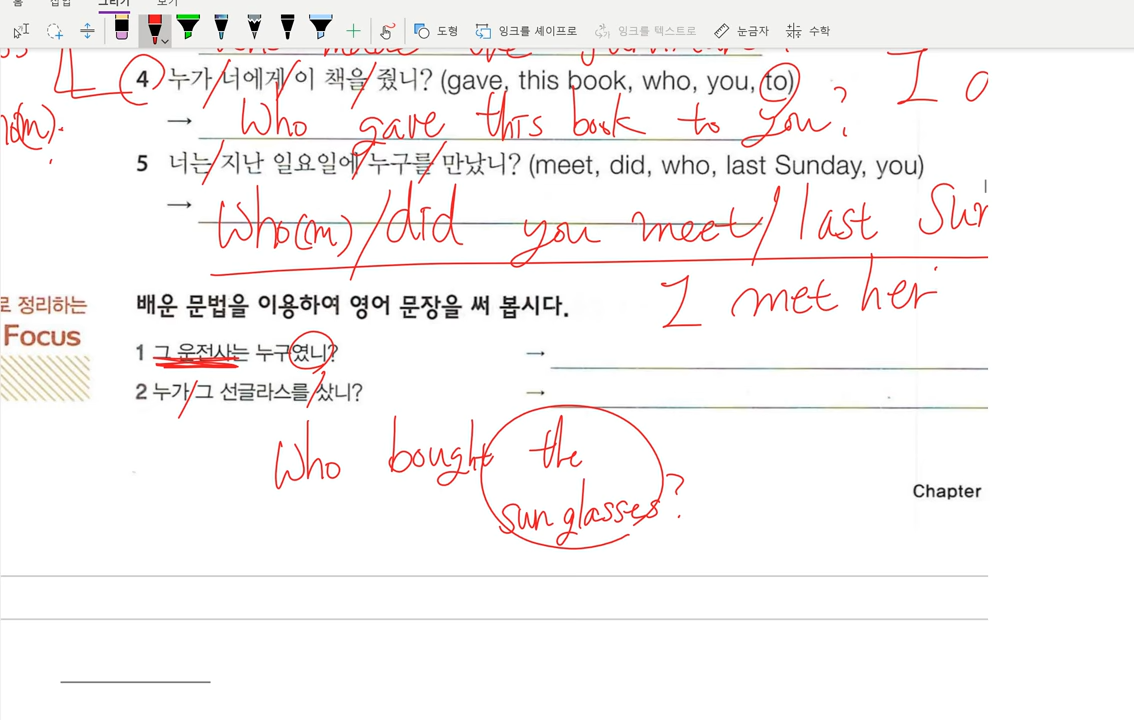 홈 삽입 그리기 보기
도형 잉크를 셰이프로 잉크를 텍스트로 눈금자 수학
4 누가/너에게/이 책을/줬니? (gave, this book, who, you, to) I
→ Who gave this book to you?
5 너는/지난 일요일에/누구를/만났니? (meet, did, who, last Sunday, you)
→ Who(m)/did you meet/last Sun
I met her
로 정리하는
Focus
배운 문법을 이용하여 영어 문장을 써 봅시다.
1 그 운전사는 누구였니? →
2 누가/그 선글라스를/샀니? →
Who bought the
sunglasses?
Chapter